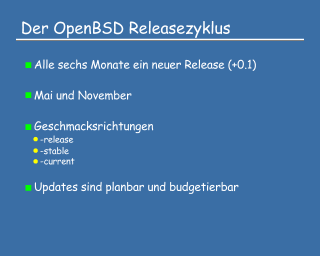 Der OpenBSD Releasezyklus
Alle sechs Monate ein neuer Release (+0.1)
Mai und November
Geschmacksrichtungen
-release
-stable
-current
Updates sind planbar und budgetierbar